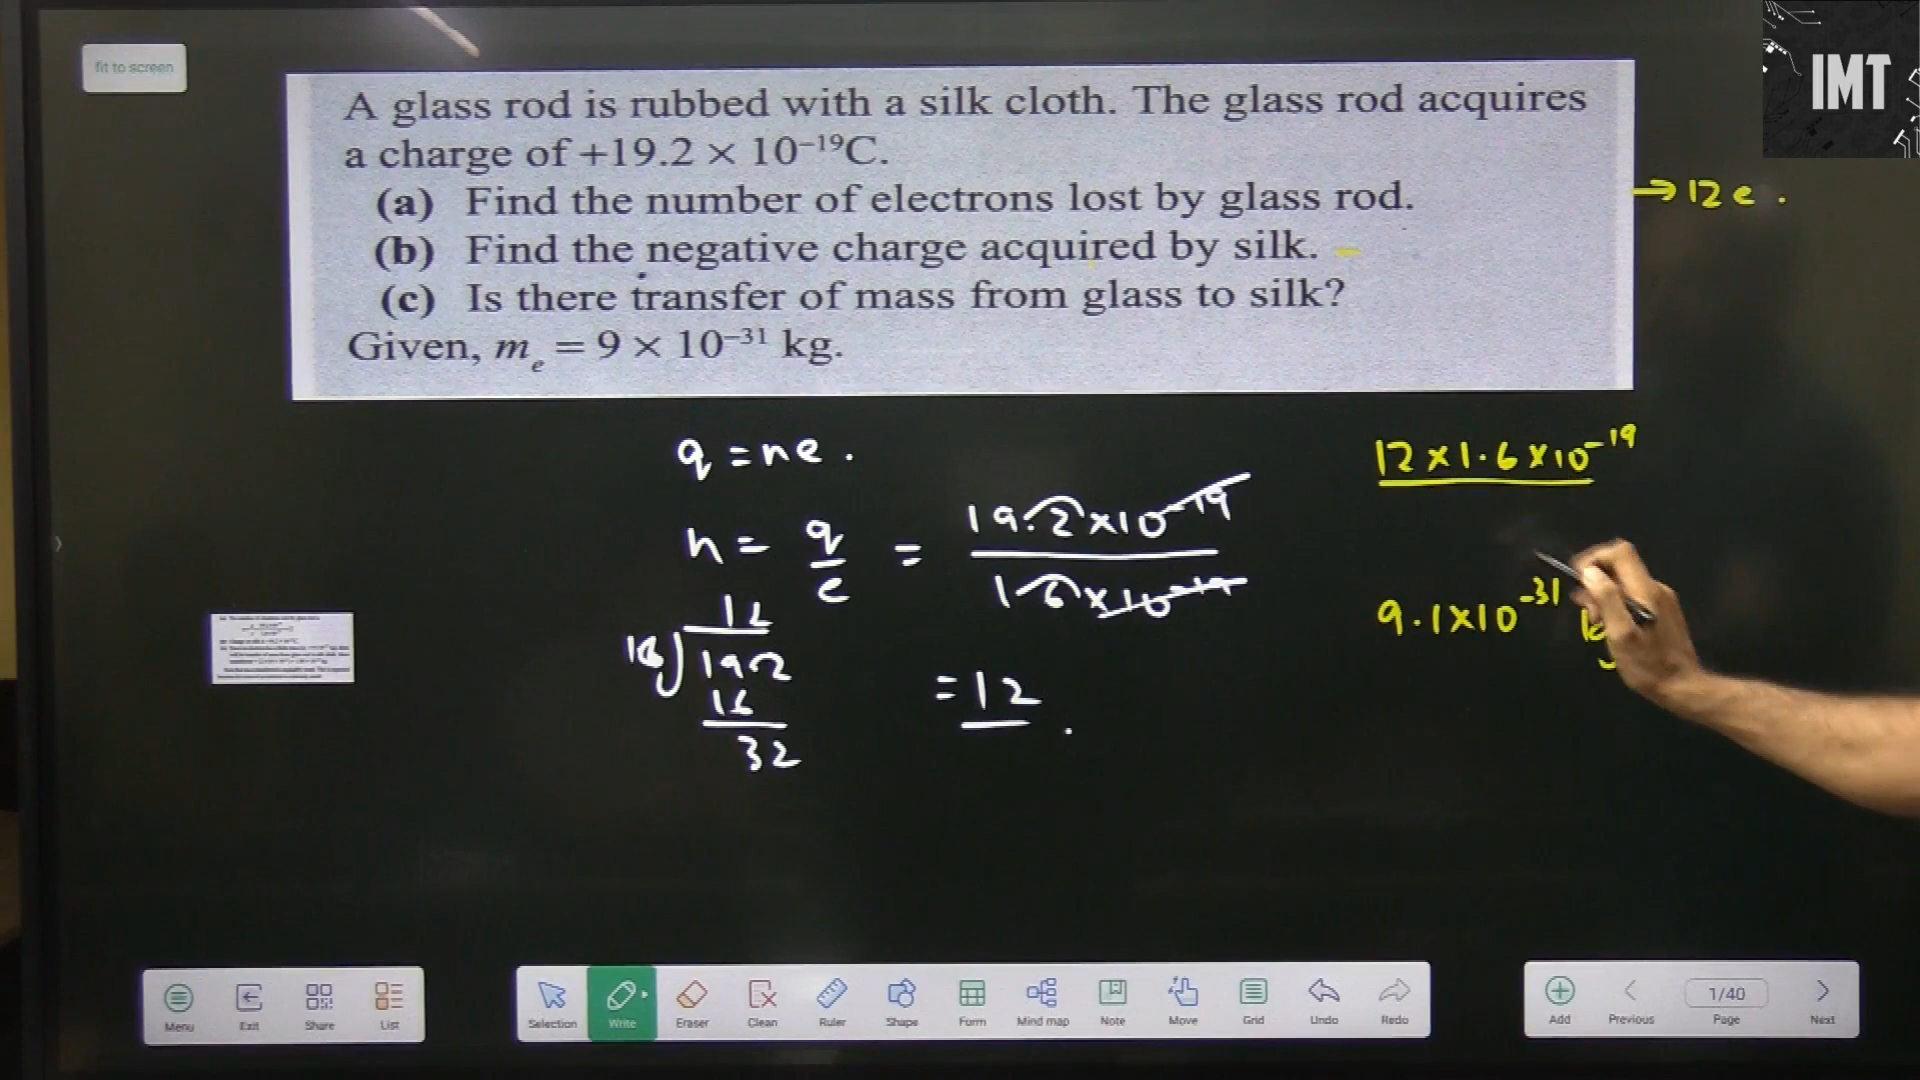 fit to screen
IMT
A glass rod is rubbed with a silk cloth. The glass rod acquires
a charge of +19.2 × 10⁻¹⁹C.
(a) Find the number of electrons lost by glass rod.
→ 12 e .
(b) Find the negative charge acquired by silk.
(c) Is there transfer of mass from glass to silk?
Given, mₑ = 9 × 10⁻³¹ kg.
q = ne .
n = q/e = 19.2 × 10⁻¹⁹ / 1.6 × 10⁻¹⁹
12
16) 192
16
32
= 12 .
12 × 1.6 × 10⁻¹⁹
9.1 × 10⁻³¹
Menu Exit Share List
Selection Write Eraser Clean Ruler Shape Form Mind map Note Move Grid Undo Redo
Add Previous 1/40 Page Next